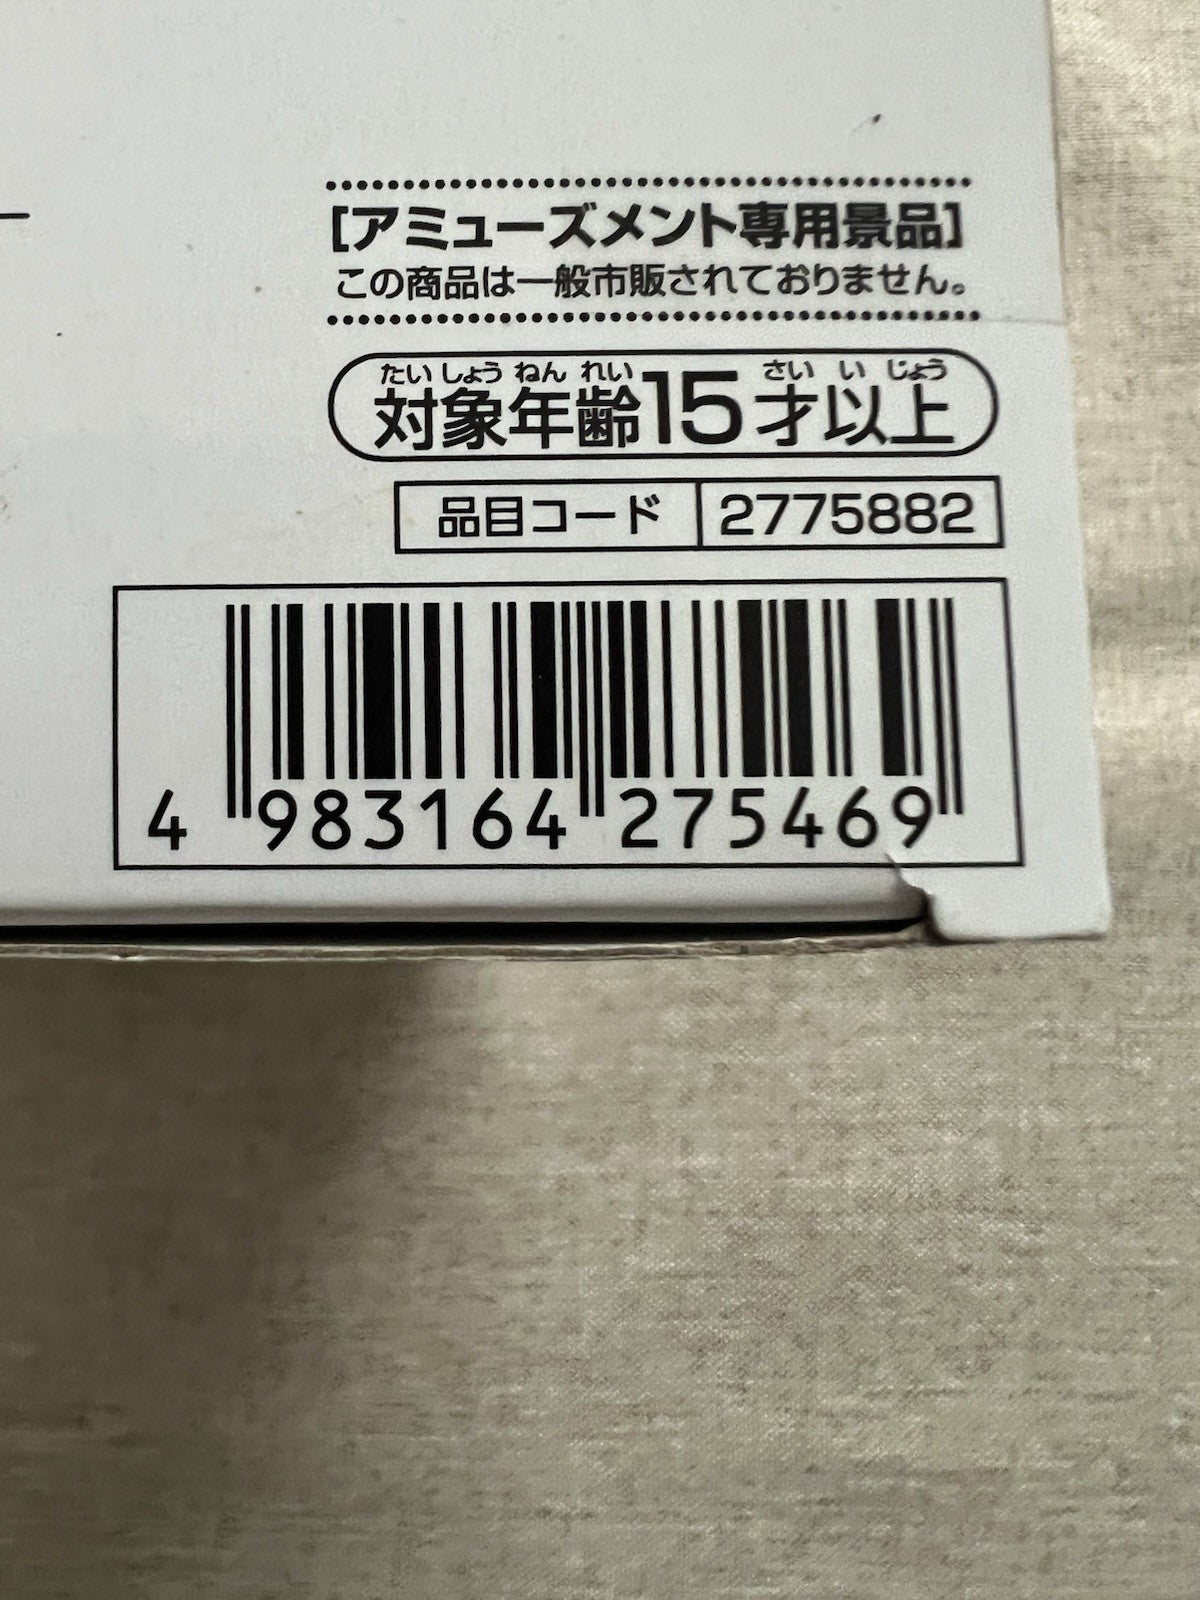 [アミューズメント専用景品]
この商品は一般市販されておりません。
たいしょうねんれい さいいじょう
対象年齢15才以上
品目コード 2775882
4 983164 275469